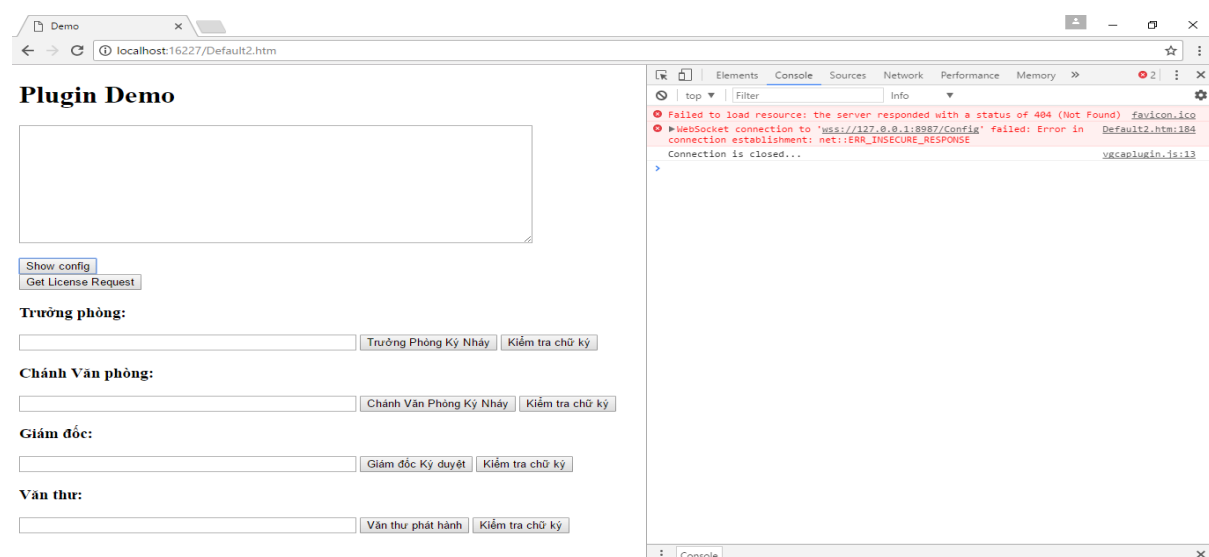 Demo
localhost:16227/Default2.htm
Plugin Demo
Show config
Get License Request
Trưởng phòng:
Trưởng Phòng Ký Nháy Kiểm tra chữ ký
Chánh Văn phòng:
Chánh Văn Phòng Ký Nháy Kiểm tra chữ ký
Giám đốc:
Giám đốc Ký duyệt Kiểm tra chữ ký
Văn thư:
Văn thư phát hành Kiểm tra chữ ký
Elements Console Sources Network Performance Memory » 2
top ▼ Filter Info ▼
Failed to load resource: the server responded with a status of 404 (Not Found) favicon.ico
▶WebSocket connection to 'wss://127.0.0.1:8987/Config' failed: Error in Default2.htm:184
connection establishment: net::ERR_INSECURE_RESPONSE
Connection is closed... vgcaplugin.js:13
>
Console